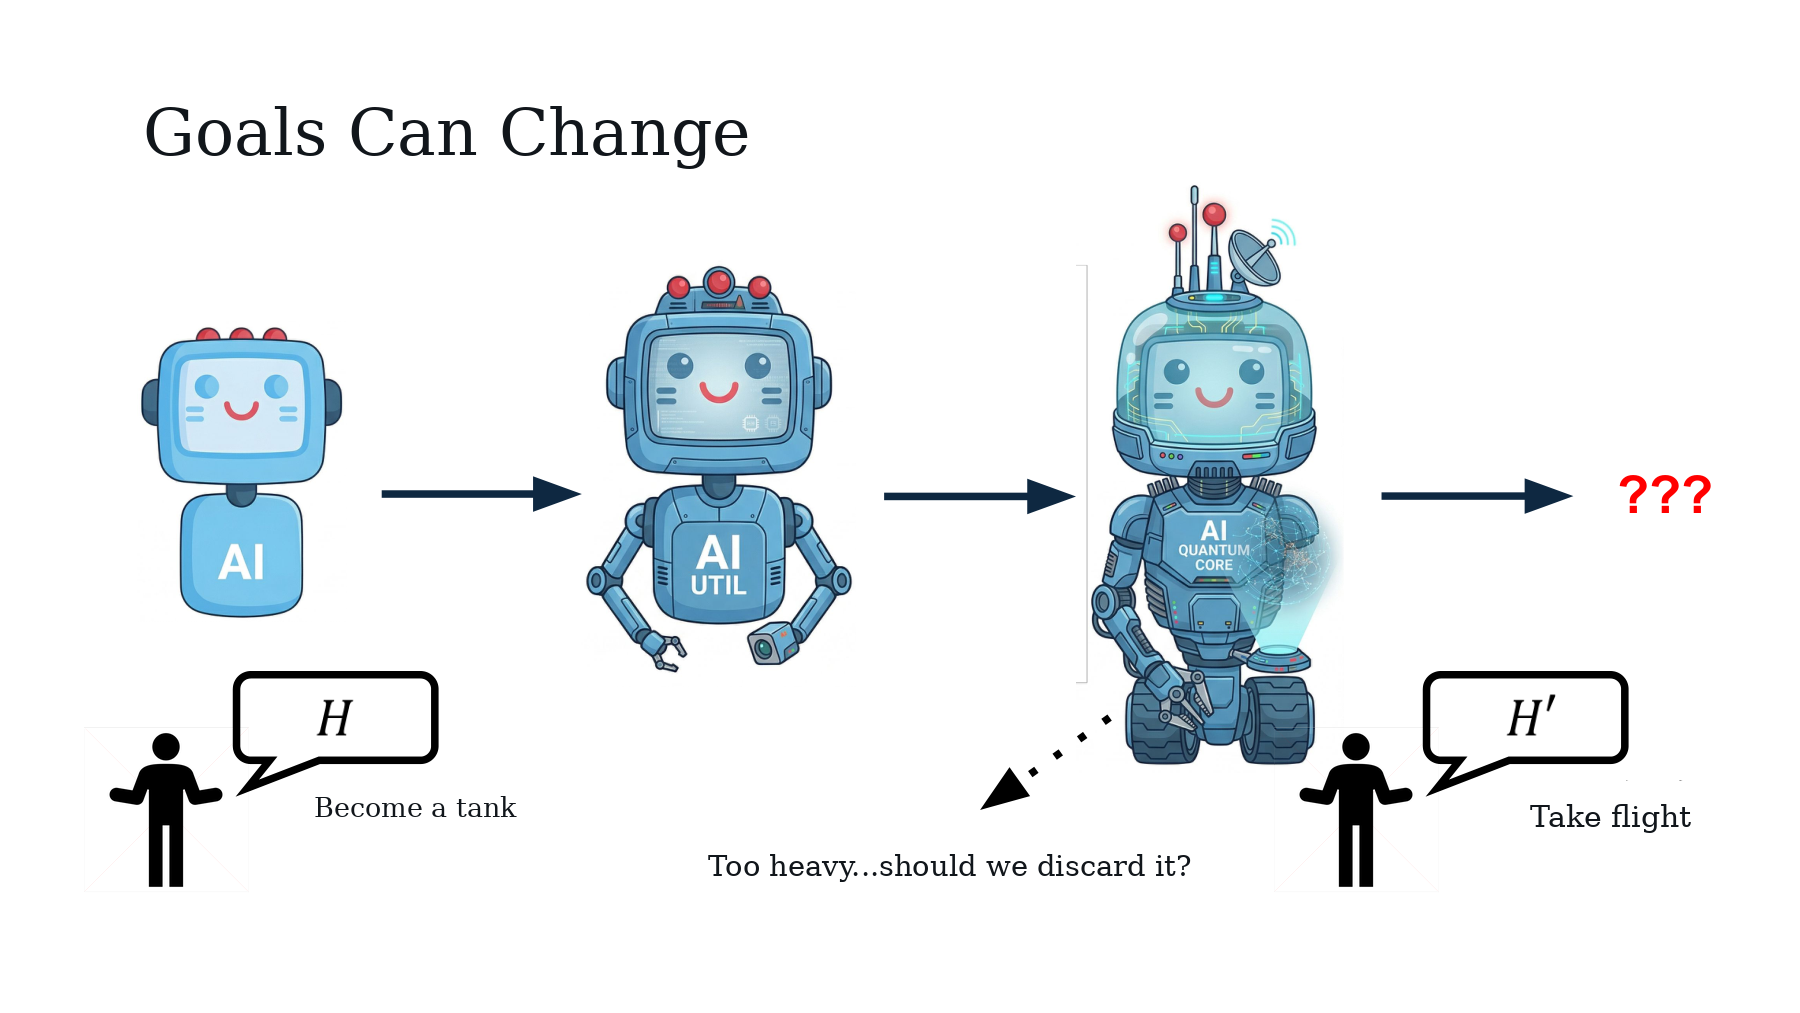 Goals Can Change
AI
AI
UTIL
AI
QUANTUM
CORE
???
H
Become a tank
H′
Take flight
Too heavy...should we discard it?